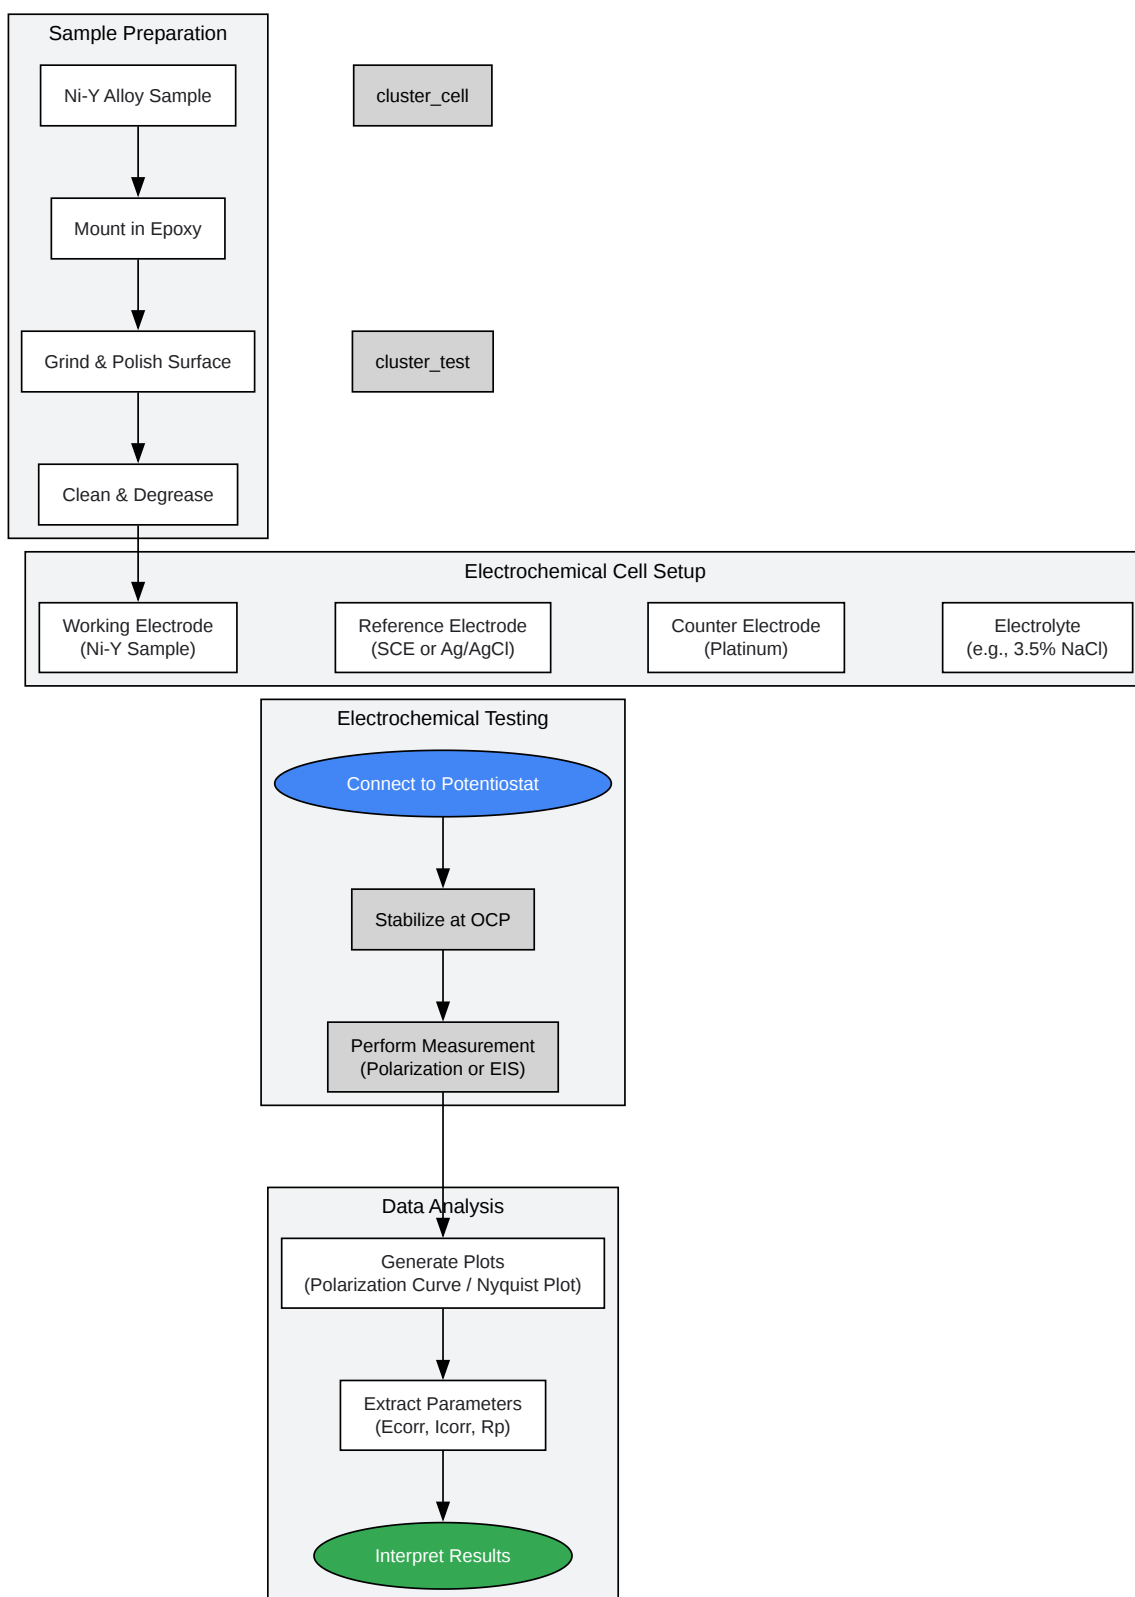 Sample Preparation
Ni-Y Alloy Sample
cluster_cell
Mount in Epoxy
Grind & Polish Surface
cluster_test
Clean & Degrease
Electrochemical Cell Setup
Working Electrode
(Ni-Y Sample)
Reference Electrode
(SCE or Ag/AgCl)
Counter Electrode
(Platinum)
Electrolyte
(e.g., 3.5% NaCl)
Electrochemical Testing
Connect to Potentiostat
Stabilize at OCP
Perform Measurement
(Polarization or EIS)
Data Analysis
Generate Plots
(Polarization Curve / Nyquist Plot)
Extract Parameters
(Ecorr, Icorr, Rp)
Interpret Results